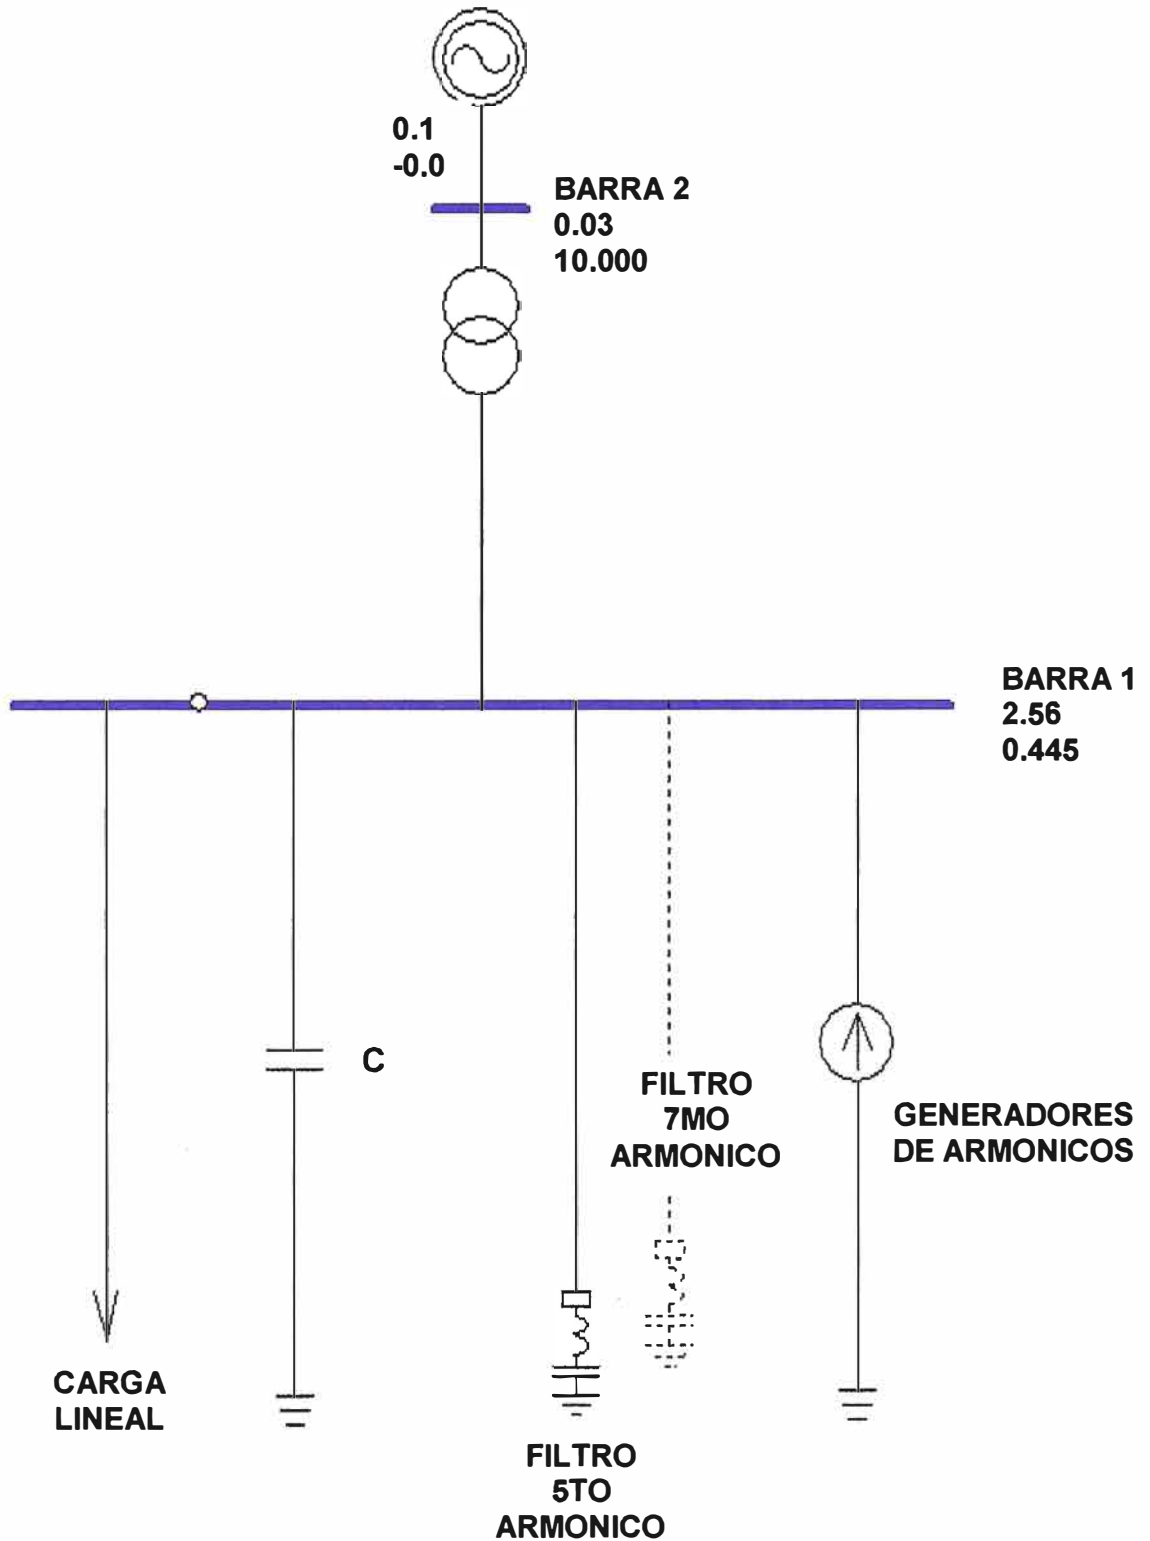 0.1
-0.0
BARRA 2
0.03
10.000
BARRA 1
2.56
0.445
C
FILTRO
7MO
ARMONICO
GENERADORES
DE ARMONICOS
CARGA
LINEAL
FILTRO
5TO
ARMONICO